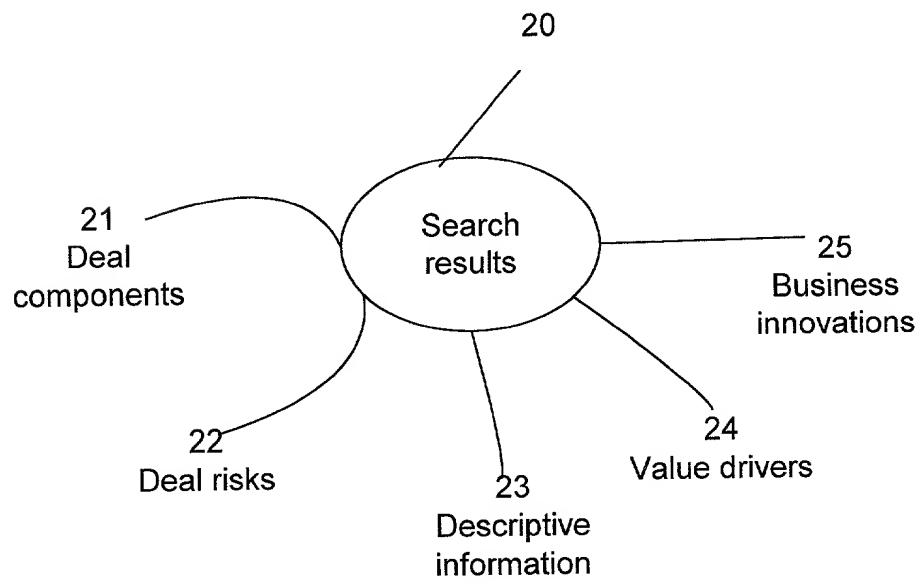 20
Search
results
21
Deal
components
25
Business
innovations
22
Deal risks
24
Value drivers
23
Descriptive
information